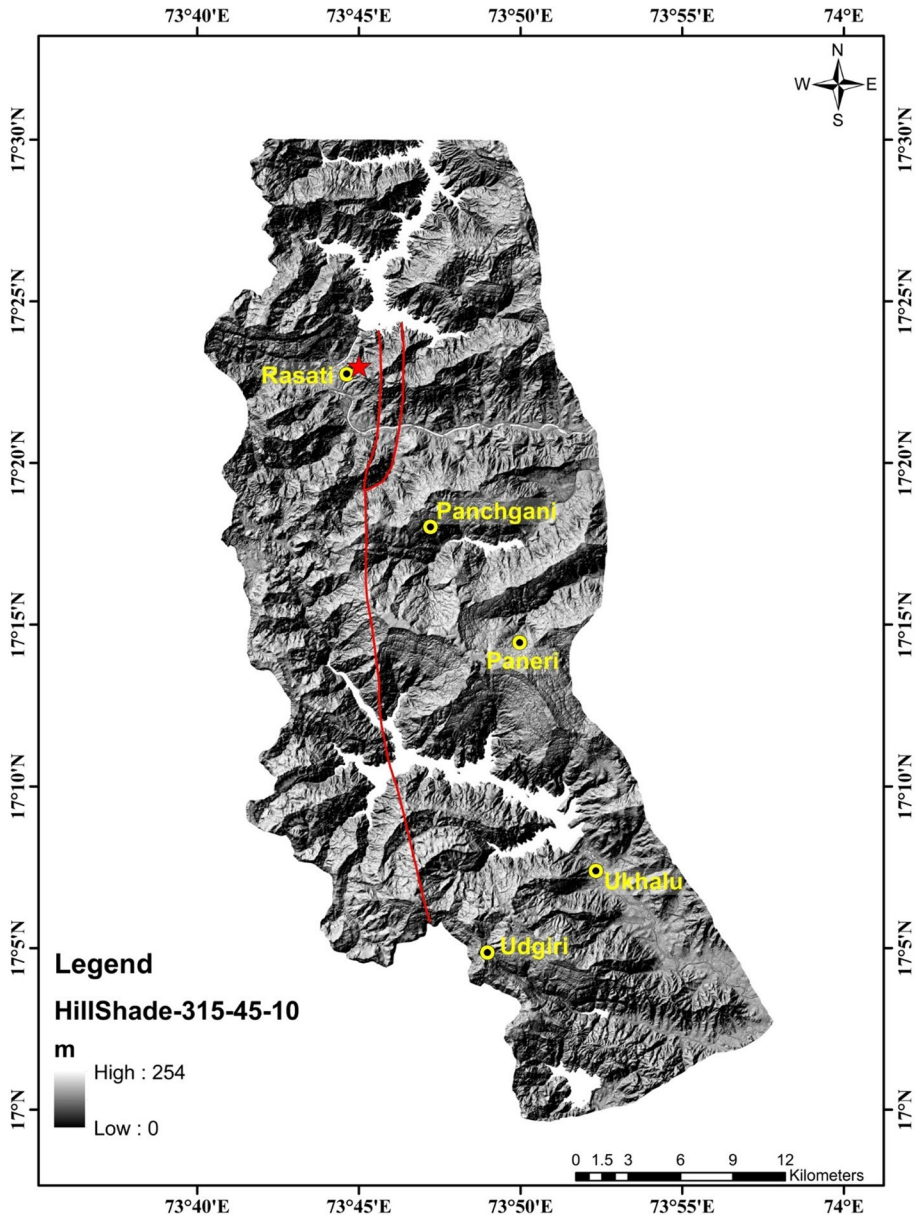 73°40'E 73°45'E 73°50'E 73°55'E 74°E
N
W E
S
17°30'N 17°30'N
17°25'N 17°25'N
Rasati
17°20'N 17°20'N
Panchgani
17°15'N 17°15'N
Paneri
17°10'N 17°10'N
Ukhalu
17°5'N Udgiri 17°5'N
Legend
HillShade-315-45-10
m
High : 254
Low : 0
17°N 17°N
0 1.5 3 6 9 12
Kilometers
73°40'E 73°45'E 73°50'E 73°55'E 74°E